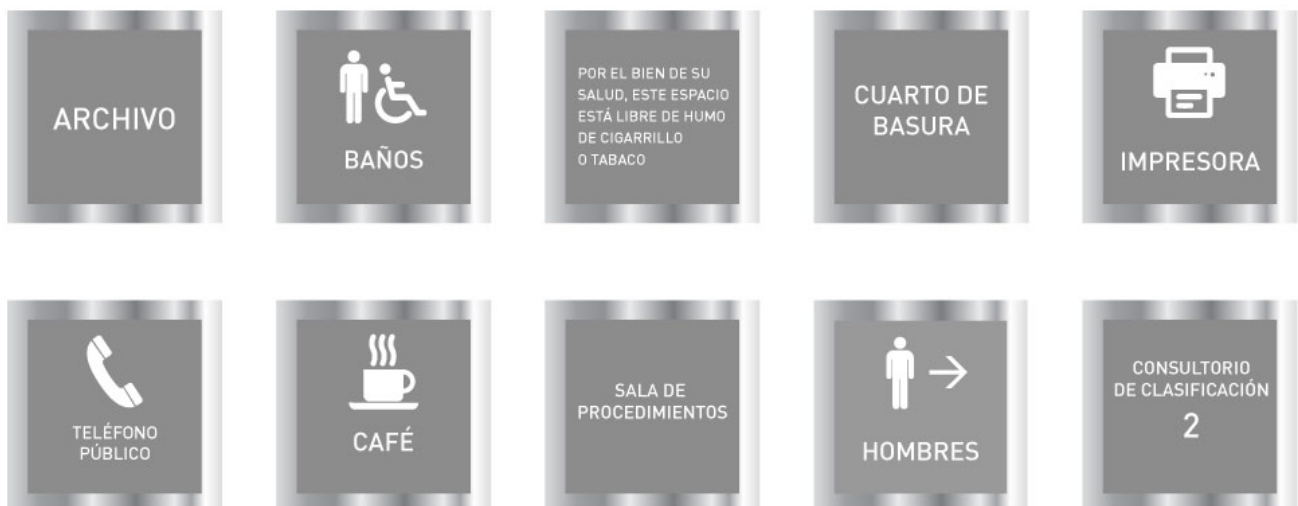 ARCHIVO
BAÑOS
POR EL BIEN DE SU
SALUD, ESTE ESPACIO
ESTÁ LIBRE DE HUMO
DE CIGARRILLO
O TABACO
CUARTO DE
BASURA
IMPRESORA
TELÉFONO
PÚBLICO
CAFÉ
SALA DE
PROCEDIMIENTOS
HOMBRES
CONSULTORIO
DE CLASIFICACIÓN
2